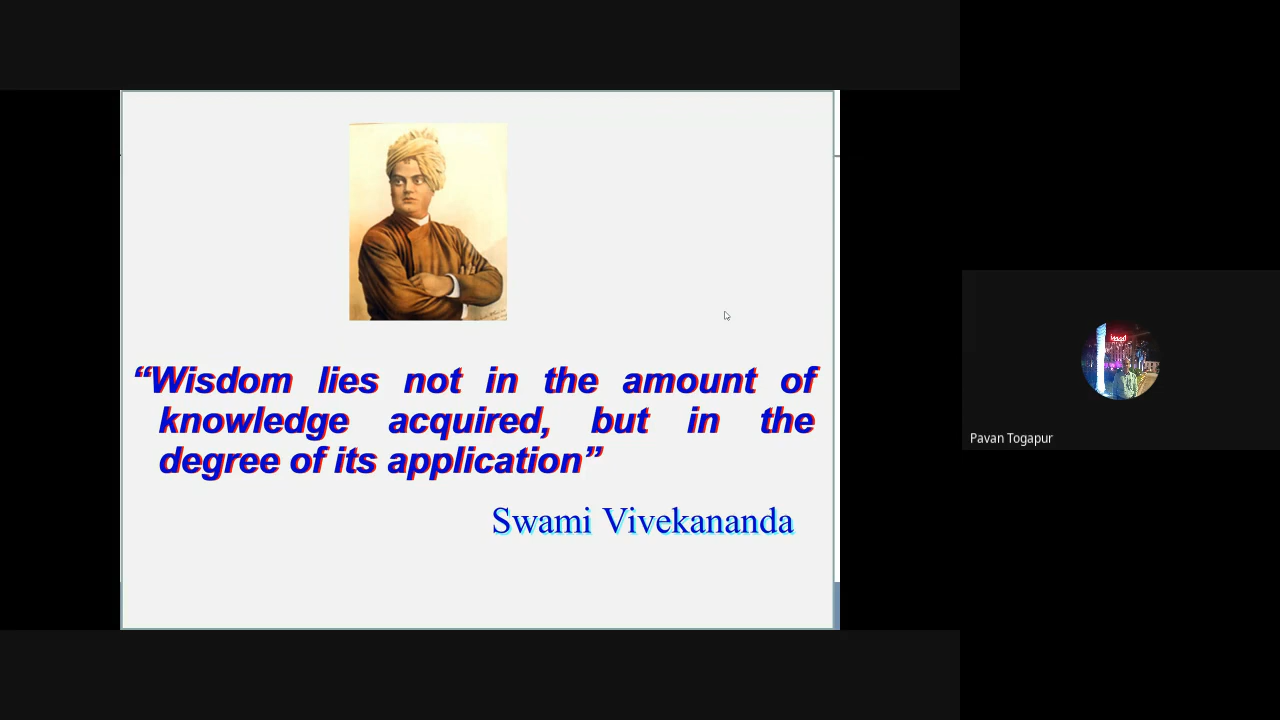 “Wisdom lies not in the amount of
knowledge acquired, but in the
degree of its application”
Swami Vivekananda
Pavan Togapur